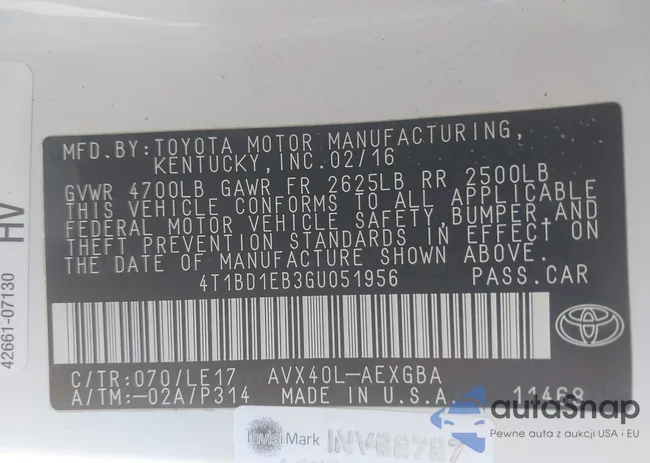 MFD.BY: TOYOTA MOTOR MANUFACTURING,
KENTUCKY, INC. 02/16
GVWR 4700LB GAWR FR 2625LB RR 2500LB
THIS VEHICLE CONFORMS TO ALL APPLICABLE
FEDERAL MOTOR VEHICLE SAFETY, BUMPER, AND
THEFT PREVENTION STANDARDS IN EFFECT ON
THE DATE OF MANUFACTURE SHOWN ABOVE.
4T1BD1EB3GU051956 PASS.CAR
C/TR:070/LE17 AVX40L-AEXGBA
A/TM:-02A/P314 MADE IN U.S.A. 11468
42661-07130 HV
InvisiMark INV62787
autoSnap
Pewne auta z aukcji USA i EU